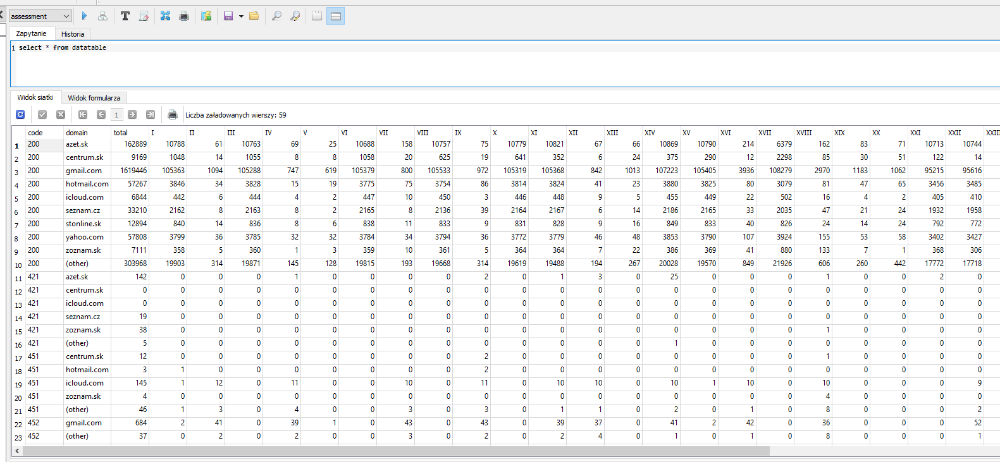 assessment
Zapytanie Historia
1 select * from datatable
Widok siatki Widok formularza
1 Liczba załadowanych wierszy: 59
code domain total I II III IV V VI VII VIII IX X XI XII XIII XIV XV XVI XVII XVIII XIX XX XXI XXII XXIII
1 200 azet.sk 162889 10788 61 10763 69 25 10688 158 10757 75 10779 10821 67 66 10869 10790 214 6379 162 83 71 10713 10744
2 200 centrum.sk 9169 1048 14 1055 8 8 1058 20 625 19 641 352 6 24 375 290 12 2298 85 30 51 122 14
3 200 gmail.com 1619446 105363 1094 105288 747 619 105379 800 105533 972 105319 105368 842 1013 107223 105405 3936 108279 2970 1183 1062 95215 95616
4 200 hotmail.com 57267 3846 34 3828 15 19 3775 75 3754 86 3814 3824 41 23 3880 3825 80 3079 81 47 65 3456 3485
5 200 icloud.com 6844 442 6 444 4 2 447 10 450 3 446 448 9 5 455 449 22 502 16 4 2 405 410
6 200 seznam.cz 33210 2162 8 2163 8 2 2165 8 2136 39 2164 2167 6 14 2186 2165 33 2035 47 21 24 1932 1958
7 200 stonline.sk 12894 840 14 836 8 6 838 11 833 9 831 828 9 16 849 833 40 826 24 14 24 792 772
8 200 yahoo.com 57808 3799 36 3785 32 32 3784 34 3794 36 3772 3779 46 48 3853 3790 107 3924 155 53 58 3402 3427
9 200 zoznam.sk 7111 358 5 360 1 3 359 10 361 5 364 364 7 22 386 369 41 880 133 7 1 368 306
10 200 (other) 303968 19903 314 19871 145 128 19815 193 19668 314 19619 19488 194 267 20028 19570 849 21926 606 260 442 17772 17718
11 421 azet.sk 142 0 0 0 1 0 0 0 0 2 0 1 3 0 25 0 0 0 1 0 0 2 0
12 421 centrum.sk 0 0 0 0 0 0 0 0 0 0 0 0 0 0 0 0 0 0 0 0 0 0 0
13 421 icloud.com 0 0 0 0 0 0 0 0 0 0 0 0 0 0 0 0 0 0 0 0 0 0 0
14 421 seznam.cz 19 0 0 0 0 0 0 0 0 0 0 0 0 0 0 0 0 0 0 0 0 0 0
15 421 zoznam.sk 38 0 0 0 0 0 0 0 0 0 0 0 0 0 0 0 0 0 1 0 0 0 0
16 421 (other) 5 0 0 0 0 0 0 0 0 0 0 0 0 0 1 0 0 0 0 0 0 0 0
17 451 centrum.sk 12 0 0 0 0 0 0 0 0 2 0 0 0 0 0 0 0 0 1 0 0 0 0
18 451 hotmail.com 3 1 0 0 0 0 0 0 0 2 0 0 0 0 0 0 0 0 0 0 0 0 0
19 451 icloud.com 145 1 12 0 11 0 0 10 0 11 0 10 10 0 10 1 10 0 10 0 0 0 9
20 451 zoznam.sk 4 0 0 0 0 0 0 0 0 0 0 0 0 0 0 0 0 0 4 0 0 0 0
21 451 (other) 46 1 3 0 4 0 0 3 0 3 0 1 1 0 2 0 1 0 8 0 0 0 2
22 452 gmail.com 684 2 41 0 39 1 0 43 0 43 0 39 37 0 41 2 42 0 36 0 0 0 52
23 452 (other) 37 0 2 0 2 0 0 3 0 2 0 2 4 0 1 0 1 0 8 0 0 0 1